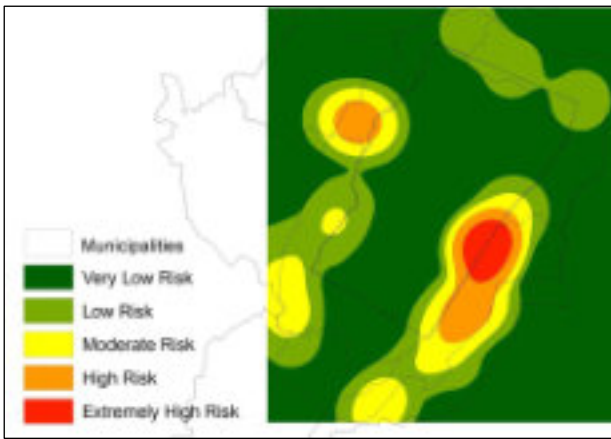 Municipalities
Very Low Risk
Low Risk
Moderate Risk
High Risk
Extremely High Risk